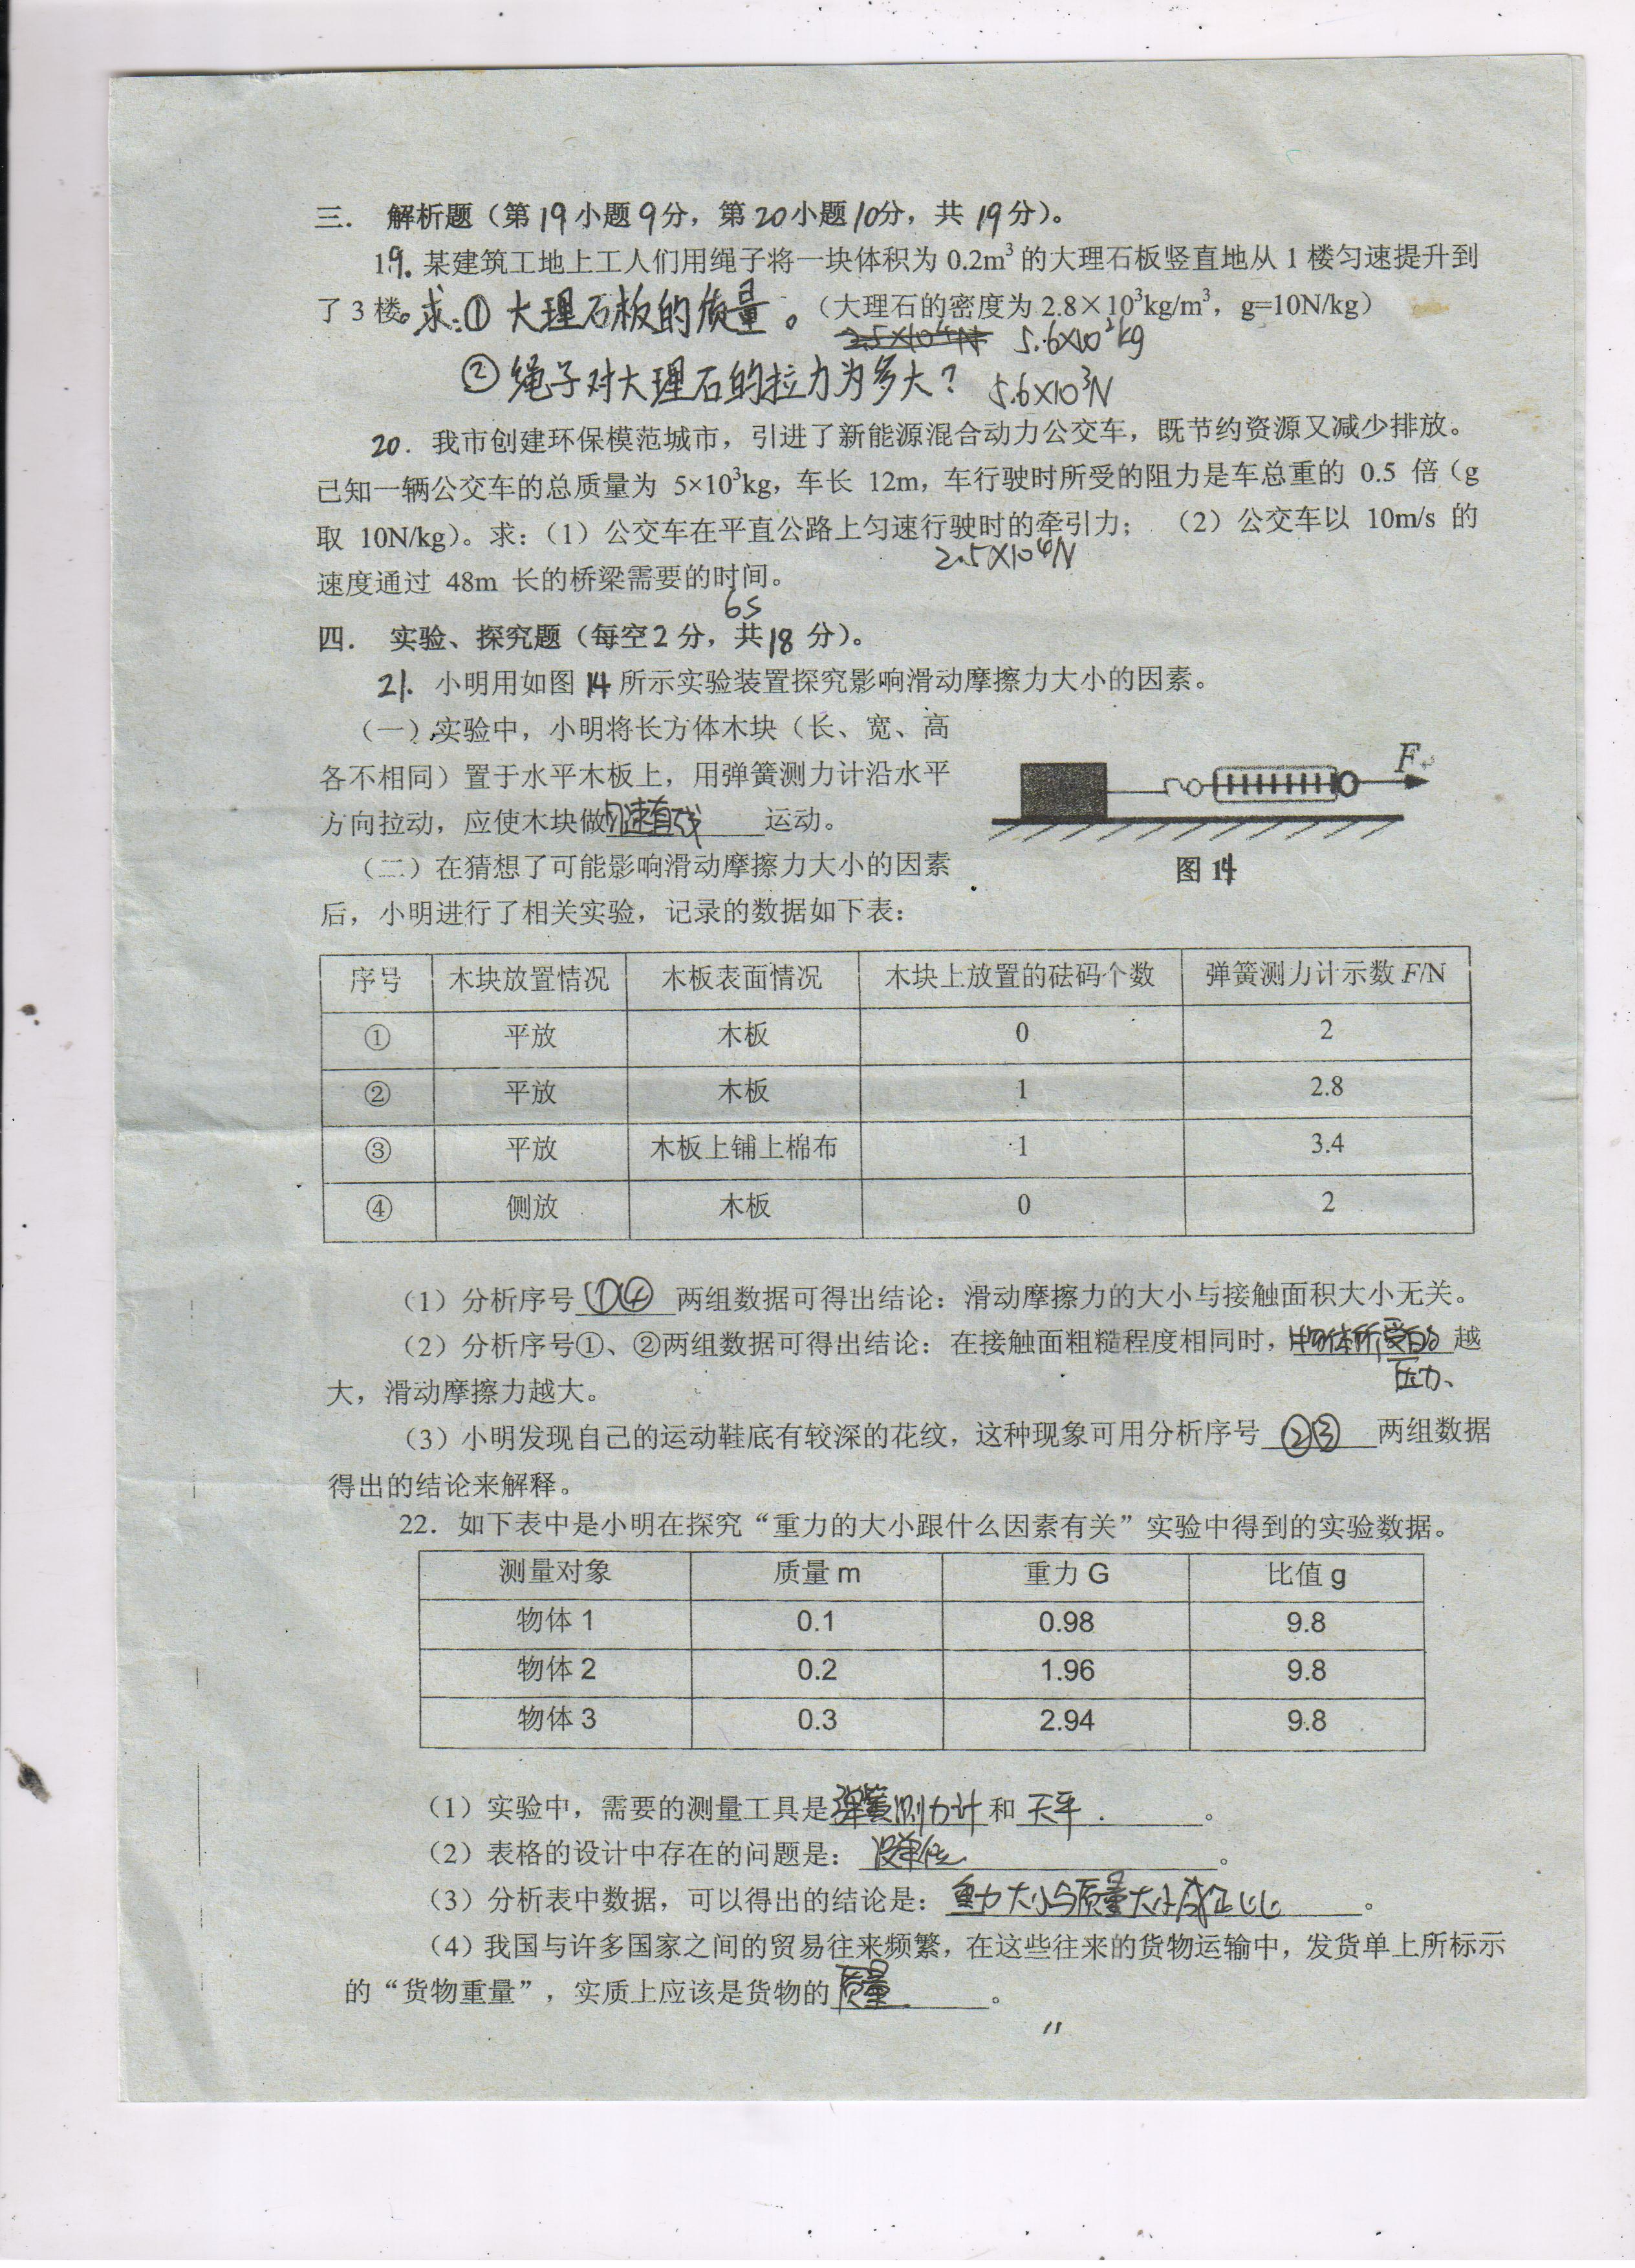 三. 解析题（第19小题9分，第20小题10分，共 19分）。
19. 某建筑工地上工人们用绳子将一块体积为 0.2m³ 的大理石板竖直地从 1 楼匀速提升到
了 3 楼。求:① 大理石板的质量。（大理石的密度为 2.8×10³kg/m³，g=10N/kg）
2.5×10⁴N 5.6×10²kg
② 绳子对大理石的拉力为多大? 5.6×10³N
20. 我市创建环保模范城市，引进了新能源混合动力公交车，既节约资源又减少排放。
已知一辆公交车的总质量为 5×10³kg，车长 12m，车行驶时所受的阻力是车总重的 0.5 倍（g
取 10N/kg）。求:（1）公交车在平直公路上匀速行驶时的牵引力；（2）公交车以 10m/s 的
2.5×10⁴N
速度通过 48m 长的桥梁需要的时间。
6s
四. 实验、探究题（每空2分，共18 分）。
21. 小明用如图 14 所示实验装置探究影响滑动摩擦力大小的因素。
（一）实验中，小明将长方体木块（长、宽、高
各不相同）置于水平木板上，用弹簧测力计沿水平
方向拉动，应使木块做匀速直线运动。
F
（二）在猜想了可能影响滑动摩擦力大小的因素
图 14
后，小明进行了相关实验，记录的数据如下表：
序号 木块放置情况 木板表面情况 木块上放置的砝码个数 弹簧测力计示数 F/N
① 平放 木板 0 2
② 平放 木板 1 2.8
③ 平放 木板上铺上棉布 1 3.4
④ 侧放 木板 0 2
（1）分析序号 ①④ 两组数据可得出结论：滑动摩擦力的大小与接触面积大小无关。
（2）分析序号①、②两组数据可得出结论：在接触面粗糙程度相同时，物体所受的越
压力
大，滑动摩擦力越大。
（3）小明发现自己的运动鞋底有较深的花纹，这种现象可用分析序号 ②③ 两组数据
得出的结论来解释。
22．如下表中是小明在探究“重力的大小跟什么因素有关”实验中得到的实验数据。
测量对象 质量 m 重力 G 比值 g
物体 1 0.1 0.98 9.8
物体 2 0.2 1.96 9.8
物体 3 0.3 2.94 9.8
（1）实验中，需要的测量工具是弹簧测力计和 天平 。
（2）表格的设计中存在的问题是： 没单位 。
（3）分析表中数据，可以得出的结论是： 重力大小与质量大小成正比 。
（4）我国与许多国家之间的贸易往来频繁，在这些往来的货物运输中，发货单上所标示
的“货物重量”，实质上应该是货物的质量 。